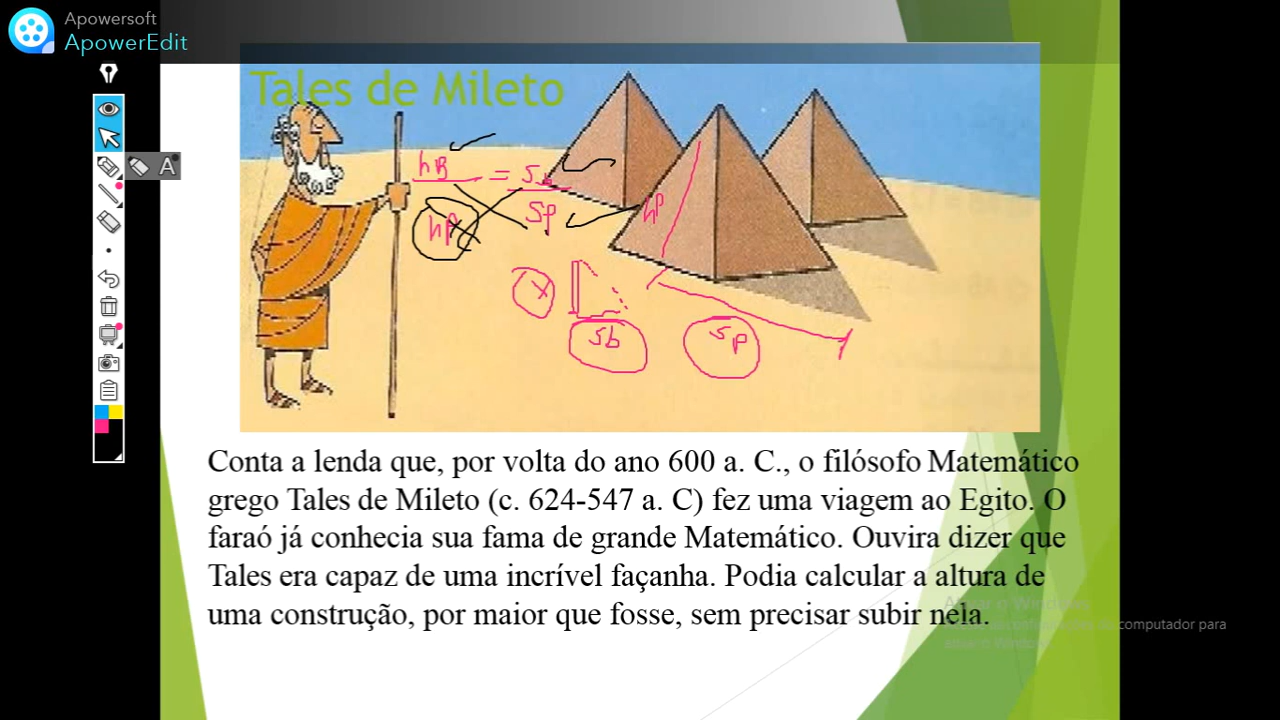 Apowersoft
ApowerEdit
A
Tales de Mileto
hB = Sb
hp Sp
hp
x
Sb
Sp
Conta a lenda que, por volta do ano 600 a. C., o filósofo Matemático
grego Tales de Mileto (c. 624-547 a. C) fez uma viagem ao Egito. O
faraó já conhecia sua fama de grande Matemático. Ouvira dizer que
Tales era capaz de uma incrível façanha. Podia calcular a altura de
uma construção, por maior que fosse, sem precisar subir nela.
computador para